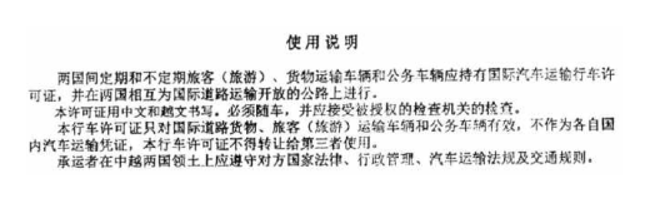 使用说明
两国间定期和不定期旅客（旅游）、货物运输车辆和公务车辆应持有国际汽车运输行车许
可证，并在两国相互为国际道路运输开放的公路上进行。
本许可证用中文和越文书写。必须随车，并应接受被授权的检查机关的检查。
本行车许可证只对国际道路货物、旅客（旅游）运输车辆和公务车辆有效，不作为各自国
内汽车运输凭证，本行车许可证不得转让给第三者使用。
承运者在中越两国领土上应遵守对方国家法律、行政管理、汽车运输法规及交通规则。